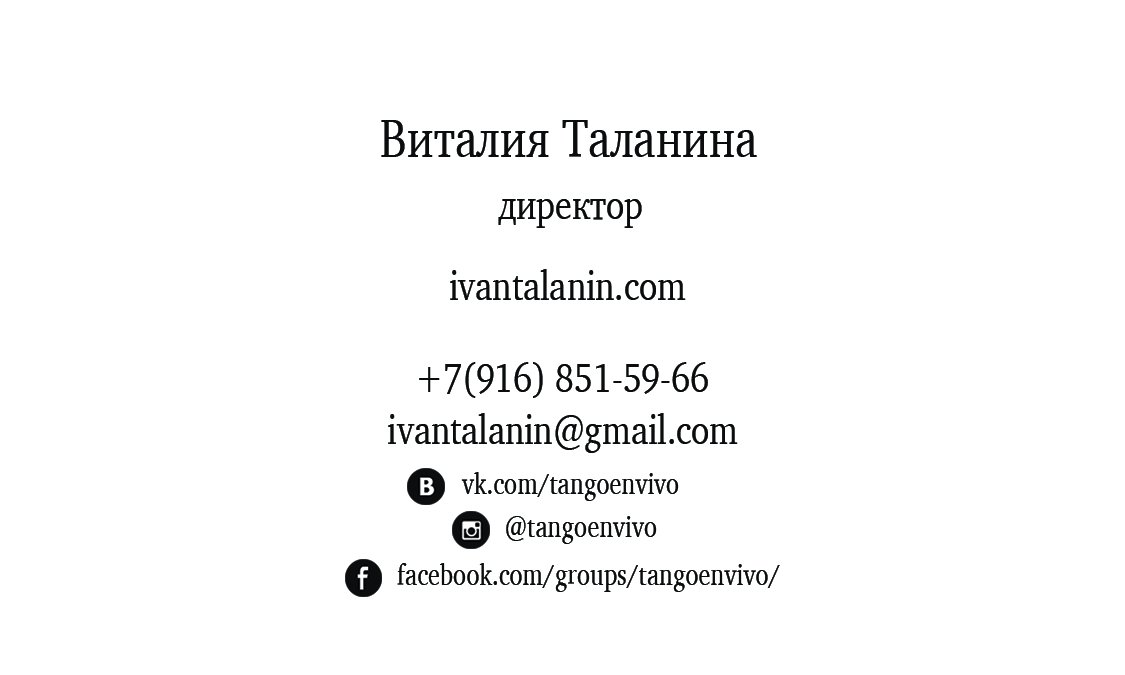 Виталия Таланина
директор
ivantalanin.com
+7(916) 851-59-66
ivantalanin@gmail.com
vk.com/tangoenvivo
@tangoenvivo
facebook.com/groups/tangoenvivo/